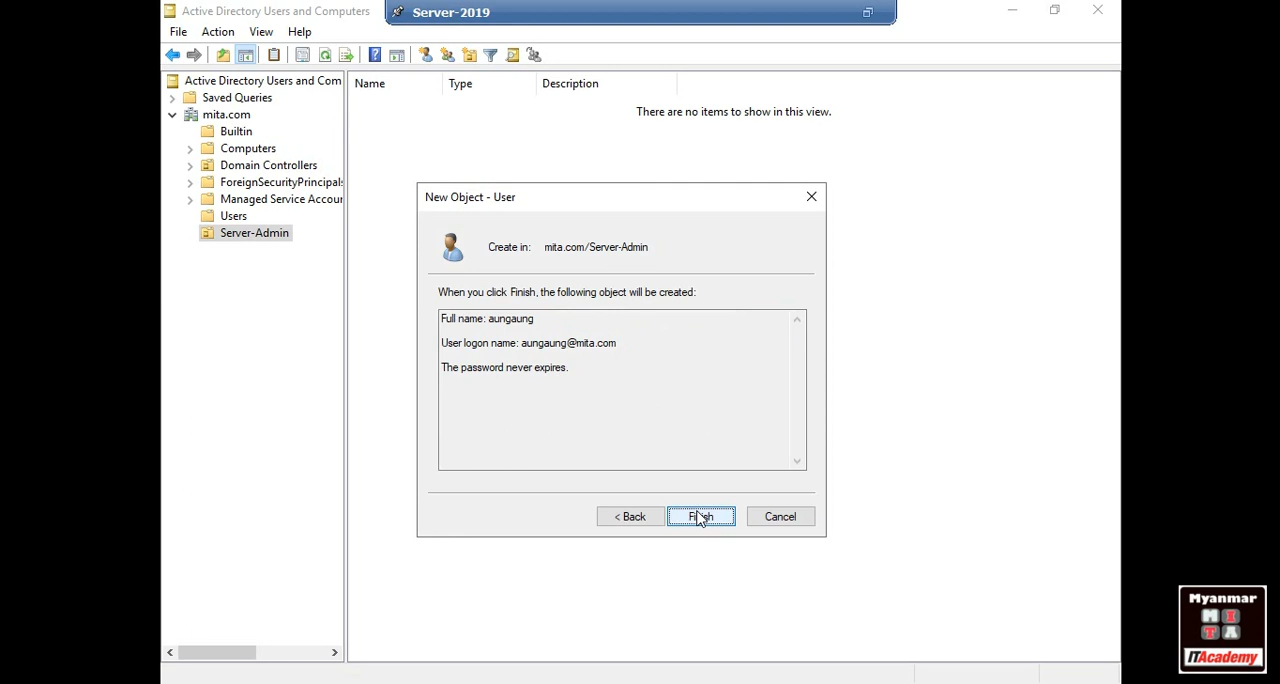 Active Directory Users and Computers
Server-2019
File Action View Help
Active Directory Users and Com
Saved Queries
mita.com
Builtin
Computers
Domain Controllers
ForeignSecurityPrincipals
Managed Service Accour
Users
Server-Admin
Name Type Description
There are no items to show in this view.
New Object - User
Create in: mita.com/Server-Admin
When you click Finish, the following object will be created:
Full name: aungaung
User logon name: aungaung@mita.com
The password never expires.
< Back Finish Cancel
Myanmar
M I
T A
ITAcademy